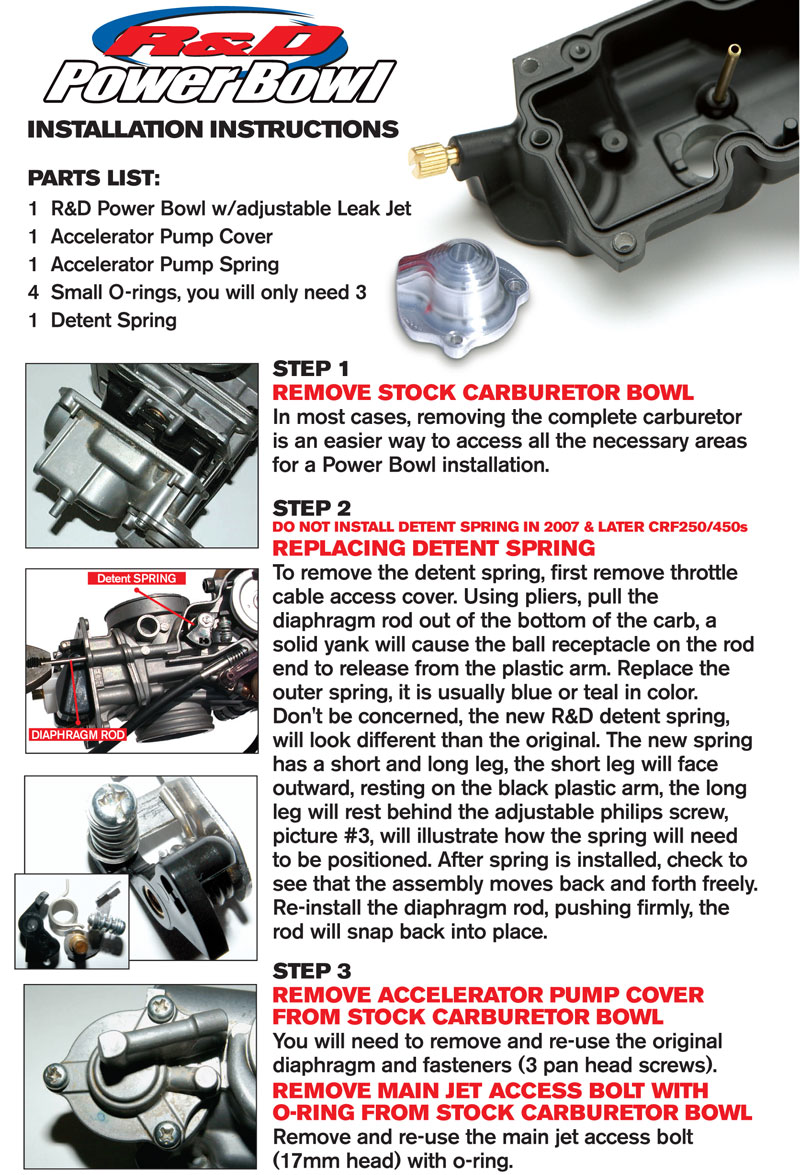 R&D
PowerBowl
INSTALLATION INSTRUCTIONS
PARTS LIST:
1 R&D Power Bowl w/adjustable Leak Jet
1 Accelerator Pump Cover
1 Accelerator Pump Spring
4 Small O-rings, you will only need 3
1 Detent Spring
STEP 1
REMOVE STOCK CARBURETOR BOWL
In most cases, removing the complete carburetor
is an easier way to access all the necessary areas
for a Power Bowl installation.
STEP 2
DO NOT INSTALL DETENT SPRING IN 2007 & LATER CRF250/450s
REPLACING DETENT SPRING
To remove the detent spring, first remove throttle
cable access cover. Using pliers, pull the
diaphragm rod out of the bottom of the carb, a
solid yank will cause the ball receptacle on the rod
end to release from the plastic arm. Replace the
outer spring, it is usually blue or teal in color.
Don't be concerned, the new R&D detent spring,
will look different than the original. The new spring
has a short and long leg, the short leg will face
outward, resting on the black plastic arm, the long
leg will rest behind the adjustable philips screw,
picture #3, will illustrate how the spring will need
to be positioned. After spring is installed, check to
see that the assembly moves back and forth freely.
Re-install the diaphragm rod, pushing firmly, the
rod will snap back into place.
Detent SPRING
DIAPHRAGM ROD
STEP 3
REMOVE ACCELERATOR PUMP COVER
FROM STOCK CARBURETOR BOWL
You will need to remove and re-use the original
diaphragm and fasteners (3 pan head screws).
REMOVE MAIN JET ACCESS BOLT WITH
O-RING FROM STOCK CARBURETOR BOWL
Remove and re-use the main jet access bolt
(17mm head) with o-ring.